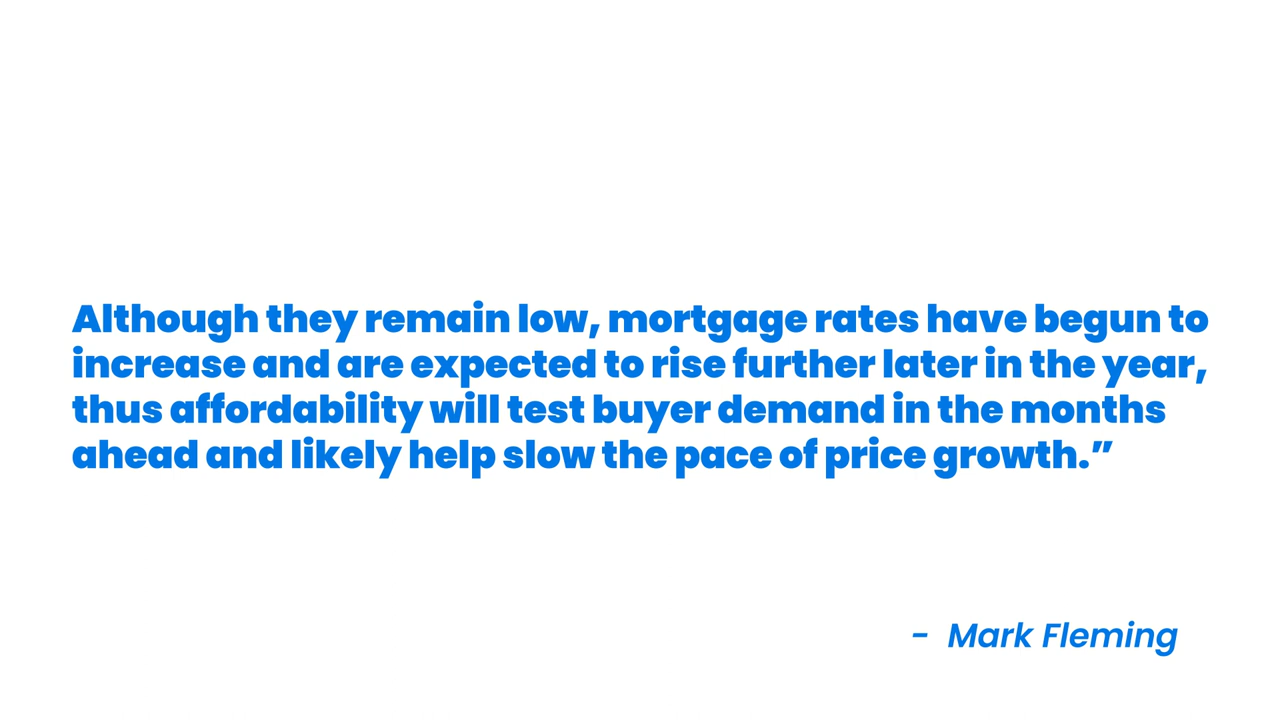 Although they remain low, mortgage rates have begun to
increase and are expected to rise further later in the year,
thus affordability will test buyer demand in the months
ahead and likely help slow the pace of price growth.”
- Mark Fleming